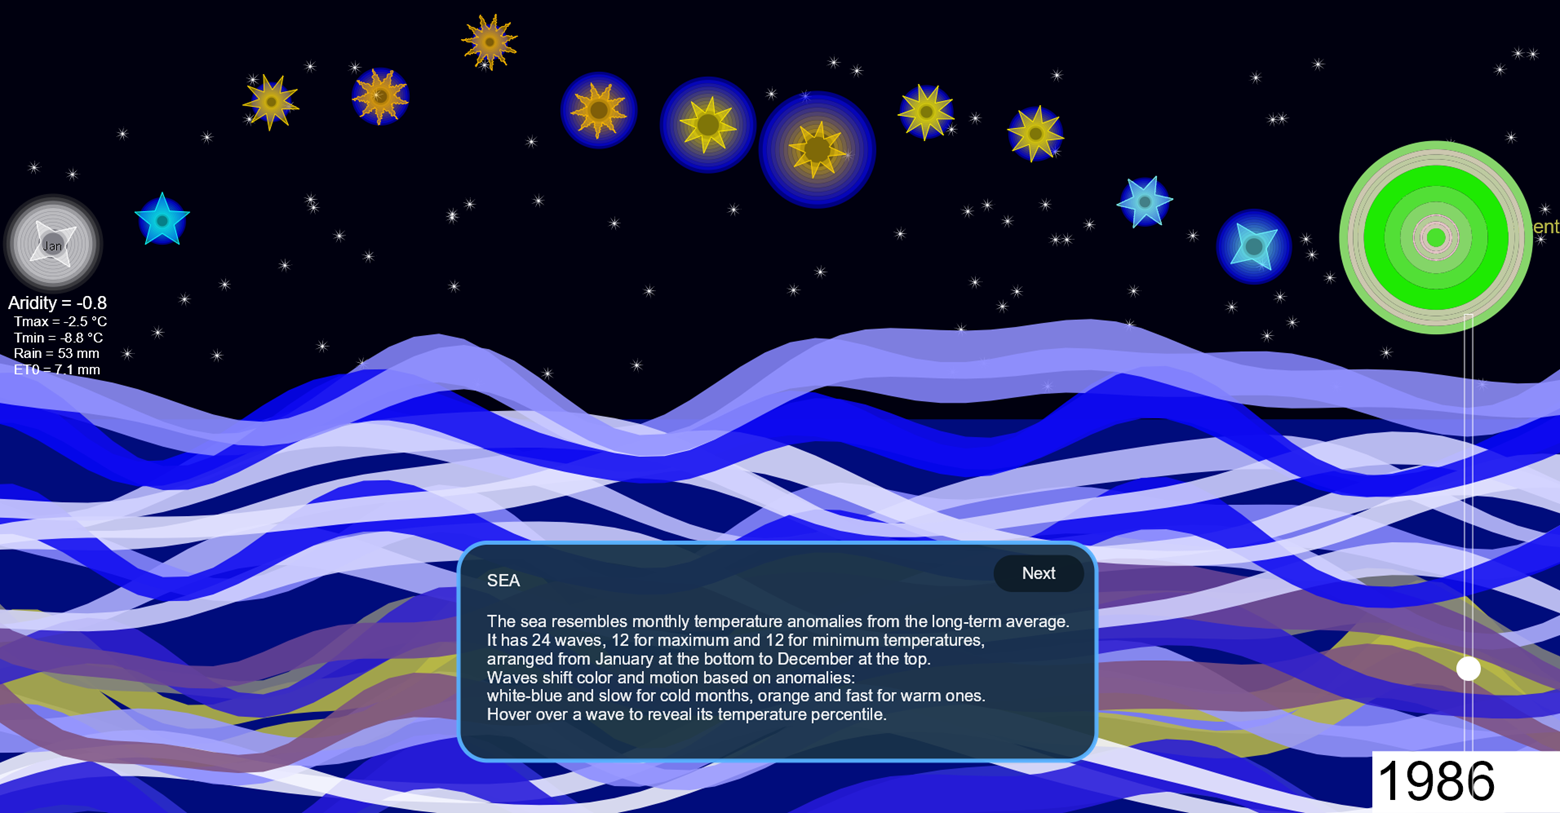 Jan
Aridity = -0.8
Tmax = -2.5 °C
Tmin = -8.8 °C
Rain = 53 mm
ET0 = 7.1 mm
ent
SEA
Next
The sea resembles monthly temperature anomalies from the long-term average.
It has 24 waves, 12 for maximum and 12 for minimum temperatures,
arranged from January at the bottom to December at the top.
Waves shift color and motion based on anomalies:
white-blue and slow for cold months, orange and fast for warm ones.
Hover over a wave to reveal its temperature percentile.
1986